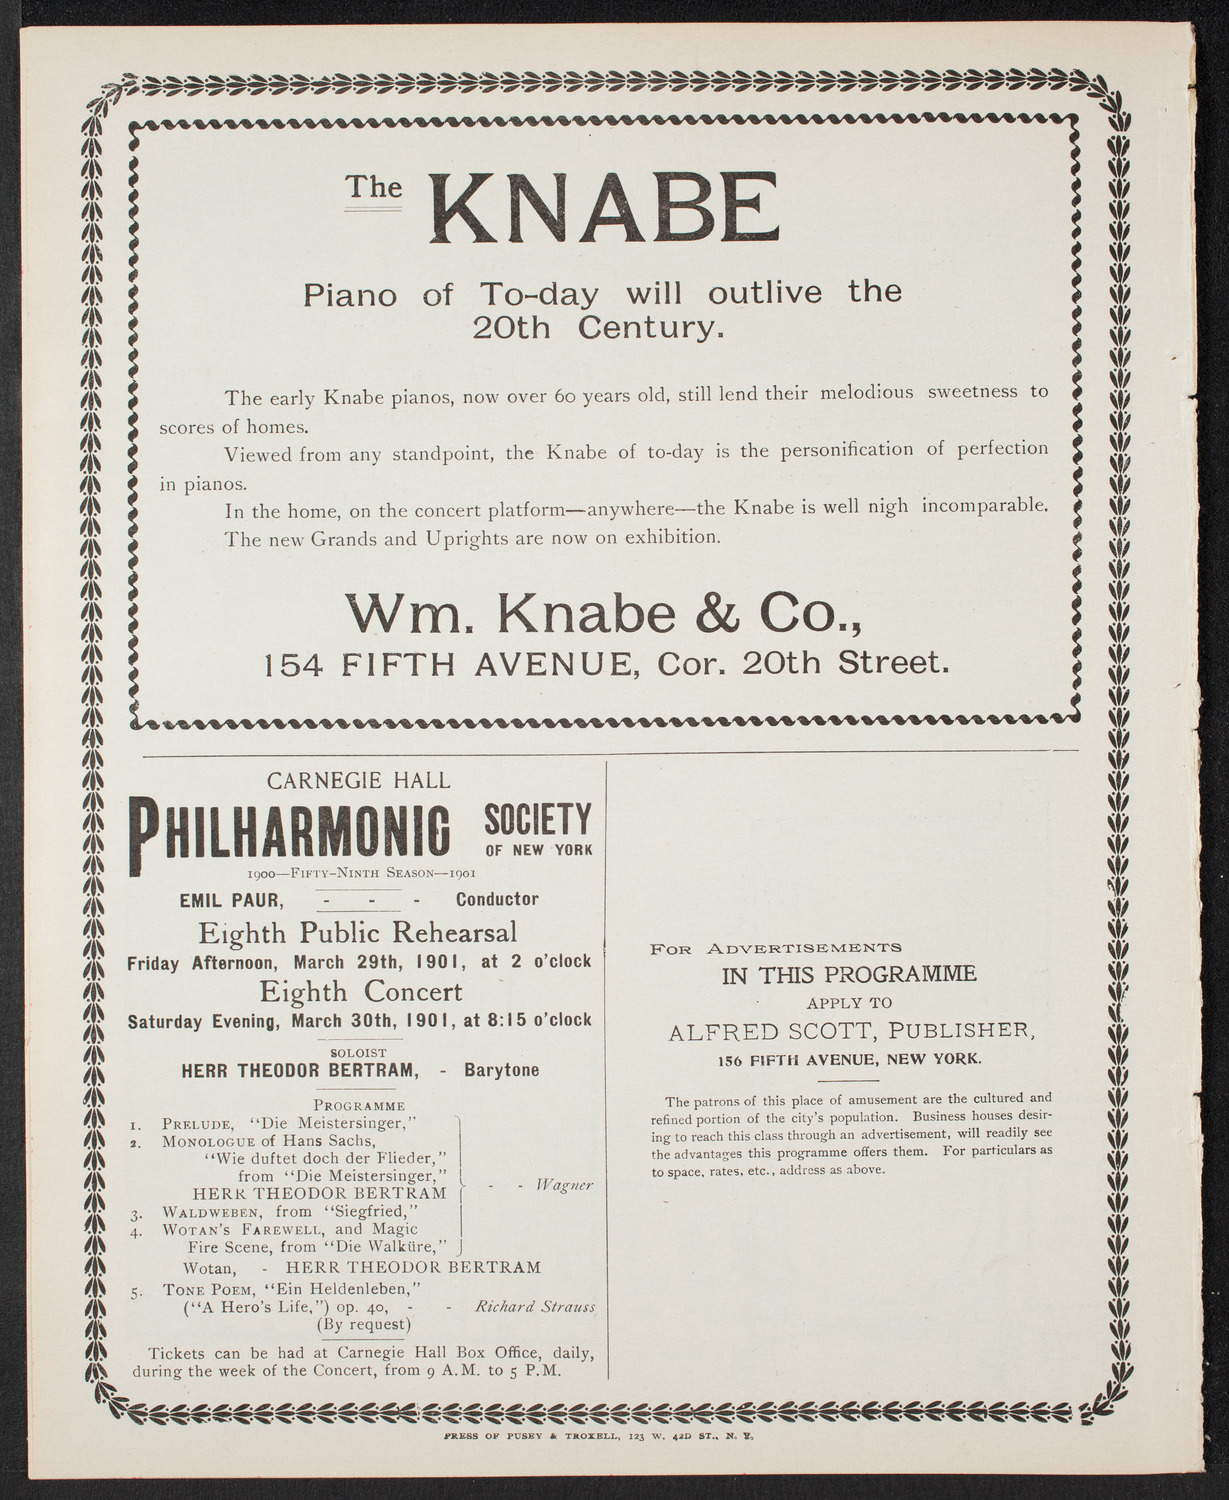 The KNABE
Piano of To-day will outlive the
20th Century.
The early Knabe pianos, now over 60 years old, still lend their melodious sweetness to
scores of homes.
Viewed from any standpoint, the Knabe of to-day is the personification of perfection
in pianos.
In the home, on the concert platform—anywhere—the Knabe is well nigh incomparable.
The new Grands and Uprights are now on exhibition.
Wm. Knabe & Co.,
154 FIFTH AVENUE, Cor. 20th Street.
CARNEGIE HALL
PHILHARMONIC SOCIETY
OF NEW YORK
1900—FIFTY-NINTH SEASON—1901
EMIL PAUR, - - - Conductor
Eighth Public Rehearsal
Friday Afternoon, March 29th, 1901, at 2 o'clock
Eighth Concert
Saturday Evening, March 30th, 1901, at 8:15 o'clock
SOLOIST
HERR THEODOR BERTRAM, - Barytone
PROGRAMME
1. PRELUDE, "Die Meistersinger,"
2. MONOLOGUE of Hans Sachs,
"Wie duftet doch der Flieder,"
from "Die Meistersinger,"
HERR THEODOR BERTRAM - - Wagner
3. WALDWEBEN, from "Siegfried,"
4. WOTAN'S FAREWELL, and Magic
Fire Scene, from "Die Walküre,"
Wotan, - HERR THEODOR BERTRAM
5. TONE POEM, "Ein Heldenleben,"
("A Hero's Life,") op. 40, - - Richard Strauss
(By request)
Tickets can be had at Carnegie Hall Box Office, daily,
during the week of the Concert, from 9 A.M. to 5 P.M.
FOR ADVERTISEMENTS
IN THIS PROGRAMME
APPLY TO
ALFRED SCOTT, PUBLISHER,
156 FIFTH AVENUE, NEW YORK.
The patrons of this place of amusement are the cultured and
refined portion of the city's population. Business houses desir-
ing to reach this class through an advertisement, will readily see
the advantages this programme offers them. For particulars as
to space, rates, etc., address as above.
PRESS OF PUSEY & TROXELL, 123 W. 42D ST., N. Y.